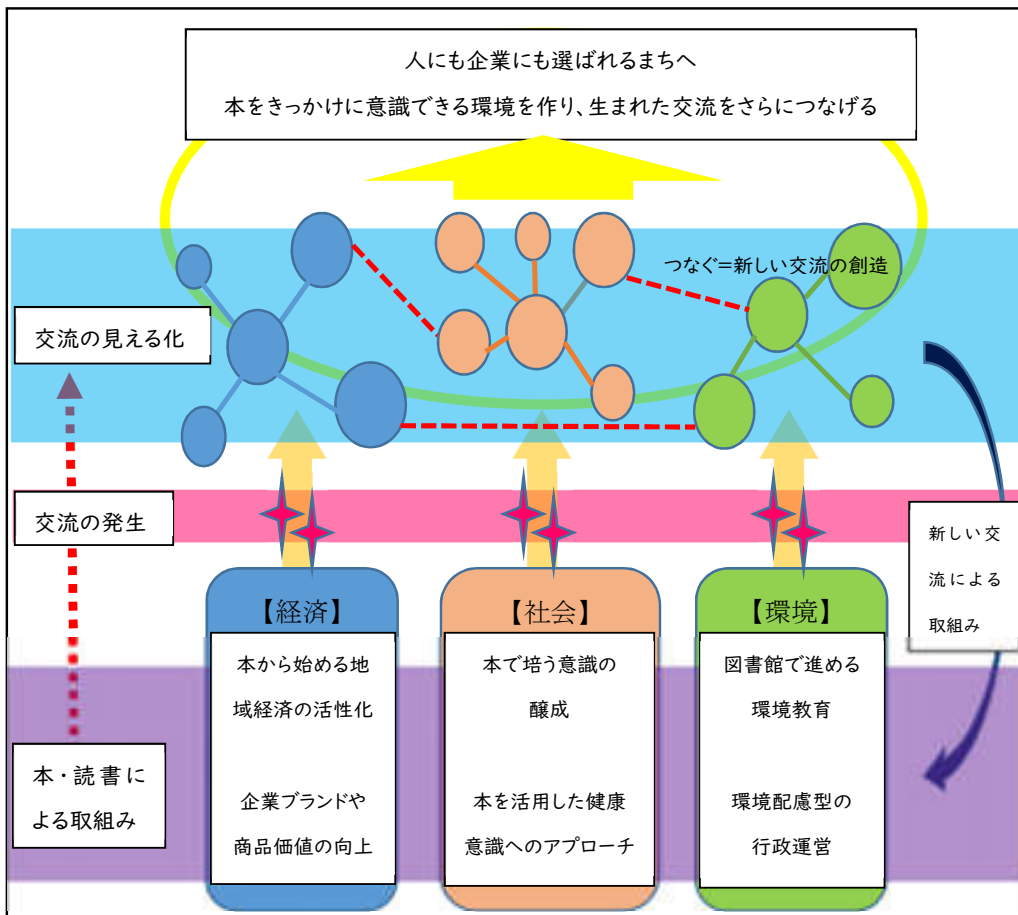 人にも企業にも選ばれるまちへ
本をきっかけに意識できる環境を作り、生まれた交流をさらにつなげる
つなぐ=新しい交流の創造
交流の見える化
交流の発生
新しい交
流による
取組み
【経済】
本から始める地
域経済の活性化
企業ブランドや
商品価値の向上
【社会】
本で培う意識の
醸成
本を活用した健康
意識へのアプローチ
【環境】
図書館で進める
環境教育
環境配慮型の
行政運営
本・読書に
よる取組み